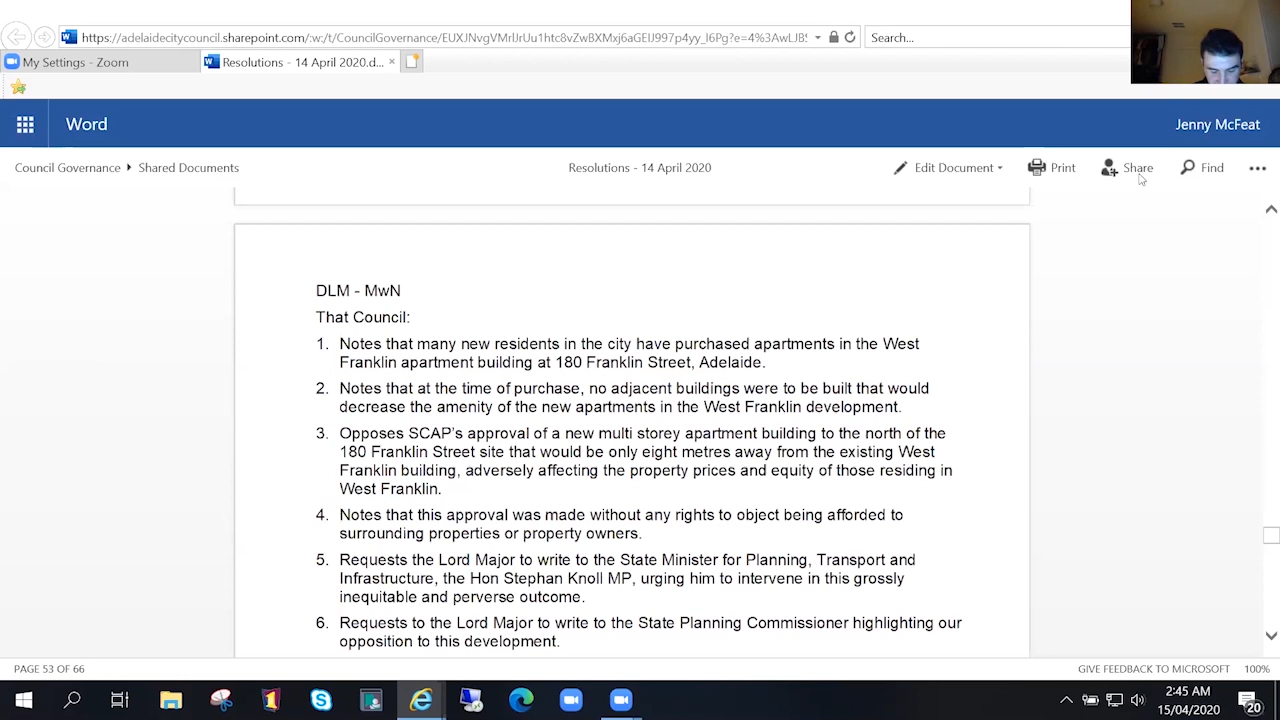 https://adelaidecitycouncil.sharepoint.com/:w:/t/CouncilGovernance/
Search...
My Settings - Zoom
Resolutions - 14 April 2020.d...
Word
Jenny McFeat
Council Governance
Shared Documents
Resolutions - 14 April 2020
Edit Document
Print
Share
Find
DLM - MwN
That Council:
1. Notes that many new residents in the city have purchased apartments in the West
Franklin apartment building at 180 Franklin Street, Adelaide.
2. Notes that at the time of purchase, no adjacent buildings were to be built that would
decrease the amenity of the new apartments in the West Franklin development.
3. Opposes SCAP's approval of a new multi storey apartment building to the north of the
180 Franklin Street site that would be only eight metres away from the existing West
Franklin building, adversely affecting the property prices and equity of those residing in
West Franklin.
4. Notes that this approval was made without any rights to object being afforded to
surrounding properties or property owners.
5. Requests the Lord Major to write to the State Minister for Planning, Transport and
Infrastructure, the Hon Stephan Knoll MP, urging him to intervene in this grossly
inequitable and perverse outcome.
6. Requests to the Lord Major to write to the State Planning Commissioner highlighting our
opposition to this development.
PAGE 53 OF 66
GIVE FEEDBACK TO MICROSOFT
100%
2:45 AM
15/04/2020
20